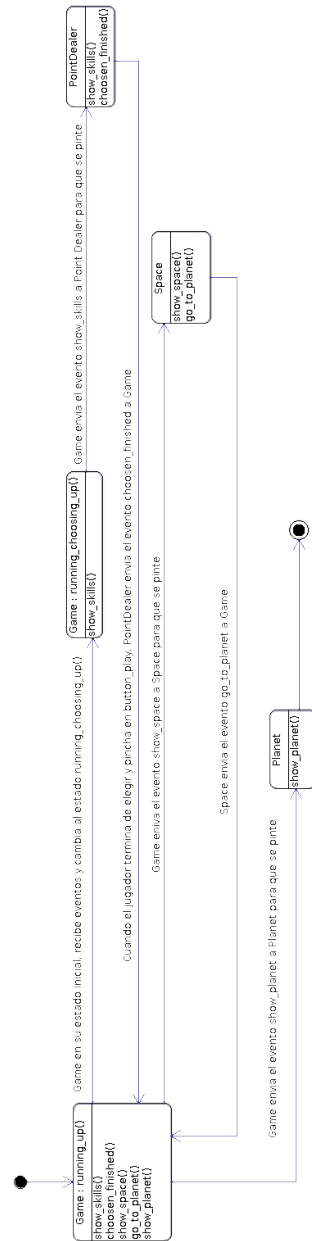 Game : running_up()
show_skills()
choosen_finished()
show_space()
go_to_planet()
show_planet()
Game en su estado inicial, recibe eventos y cambia al estado running_choosing_up()
Game : running_choosing_up()
show_skills()
Game envia el evento show_skills a Point Dealer para que se pinte
PointDealer
show_skills()
choosen_finished()
Cuando el jugador termina de elegir y pincha en button_play, PointDealer envia el evento choosen_finished a Game
Game eniva el evento show_space a Space para que se pinte
Space
show_space()
go_to_planet()
Space envia el evento go_to_planet a Game
Game envia el evento show_planet a Planet para que se pinte
Planet
show_planet()